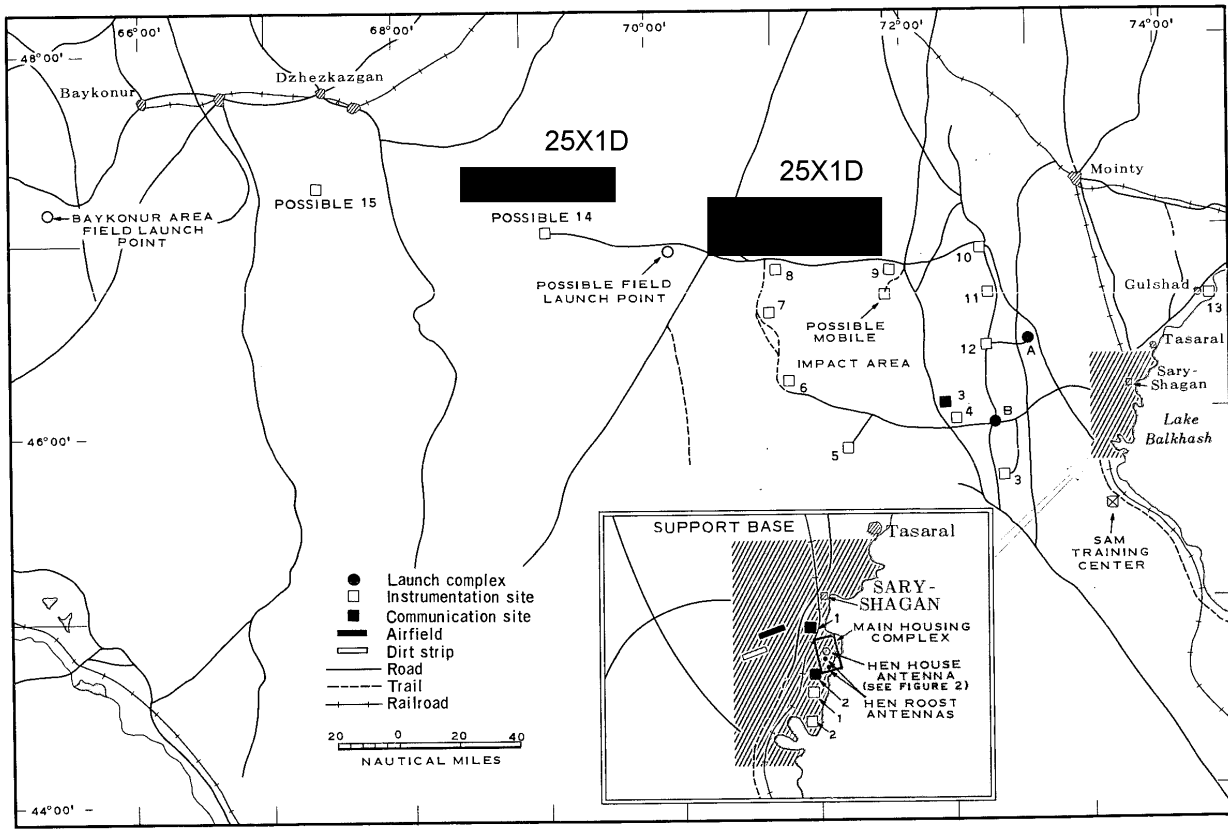 66°00'
68°00'
70°00'
72°00'
74°00'
48°00'
Dzhezkazgan
Baykonur
25X1D
25X1D
Mointy
POSSIBLE 15
POSSIBLE 14
BAYKONUR AREA
FIELD LAUNCH
POINT
POSSIBLE FIELD
LAUNCH POINT
8
9
10
7
11
POSSIBLE
MOBILE
Gulshad
13
12
A
Tasaral
IMPACT AREA
6
Sary-
Shagan
3
4
B
Lake
Balkhash
46°00'
5
3
SAM
TRAINING
CENTER
SUPPORT BASE
Tasaral
SARY-
SHAGAN
1
MAIN HOUSING
COMPLEX
HEN HOUSE
ANTENNA
(SEE FIGURE 2)
2
HEN ROOST
ANTENNAS
1
2
Launch complex
Instrumentation site
Communication site
Airfield
Dirt strip
Road
Trail
Railroad
20 0 20 40
NAUTICAL MILES
44°00'